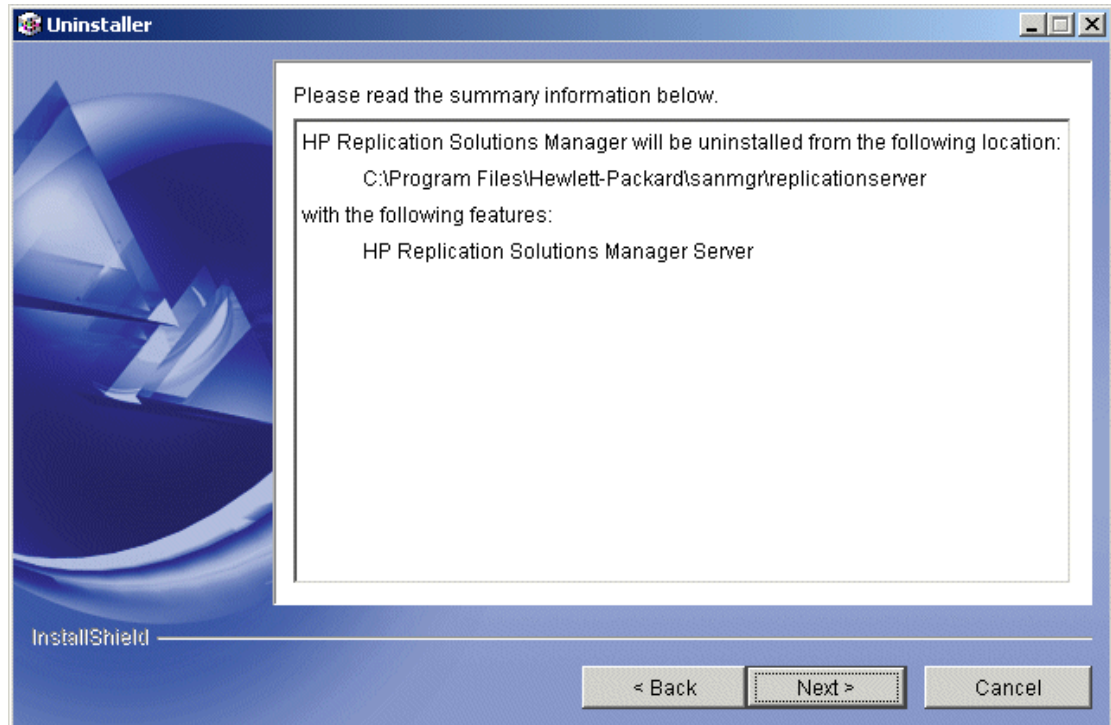 Uninstaller
Please read the summary information below.
HP Replication Solutions Manager will be uninstalled from the following location:
C:\Program Files\Hewlett-Packard\sanmgr\replicationserver
with the following features:
HP Replication Solutions Manager Server
InstallShield
< Back
Next >
Cancel